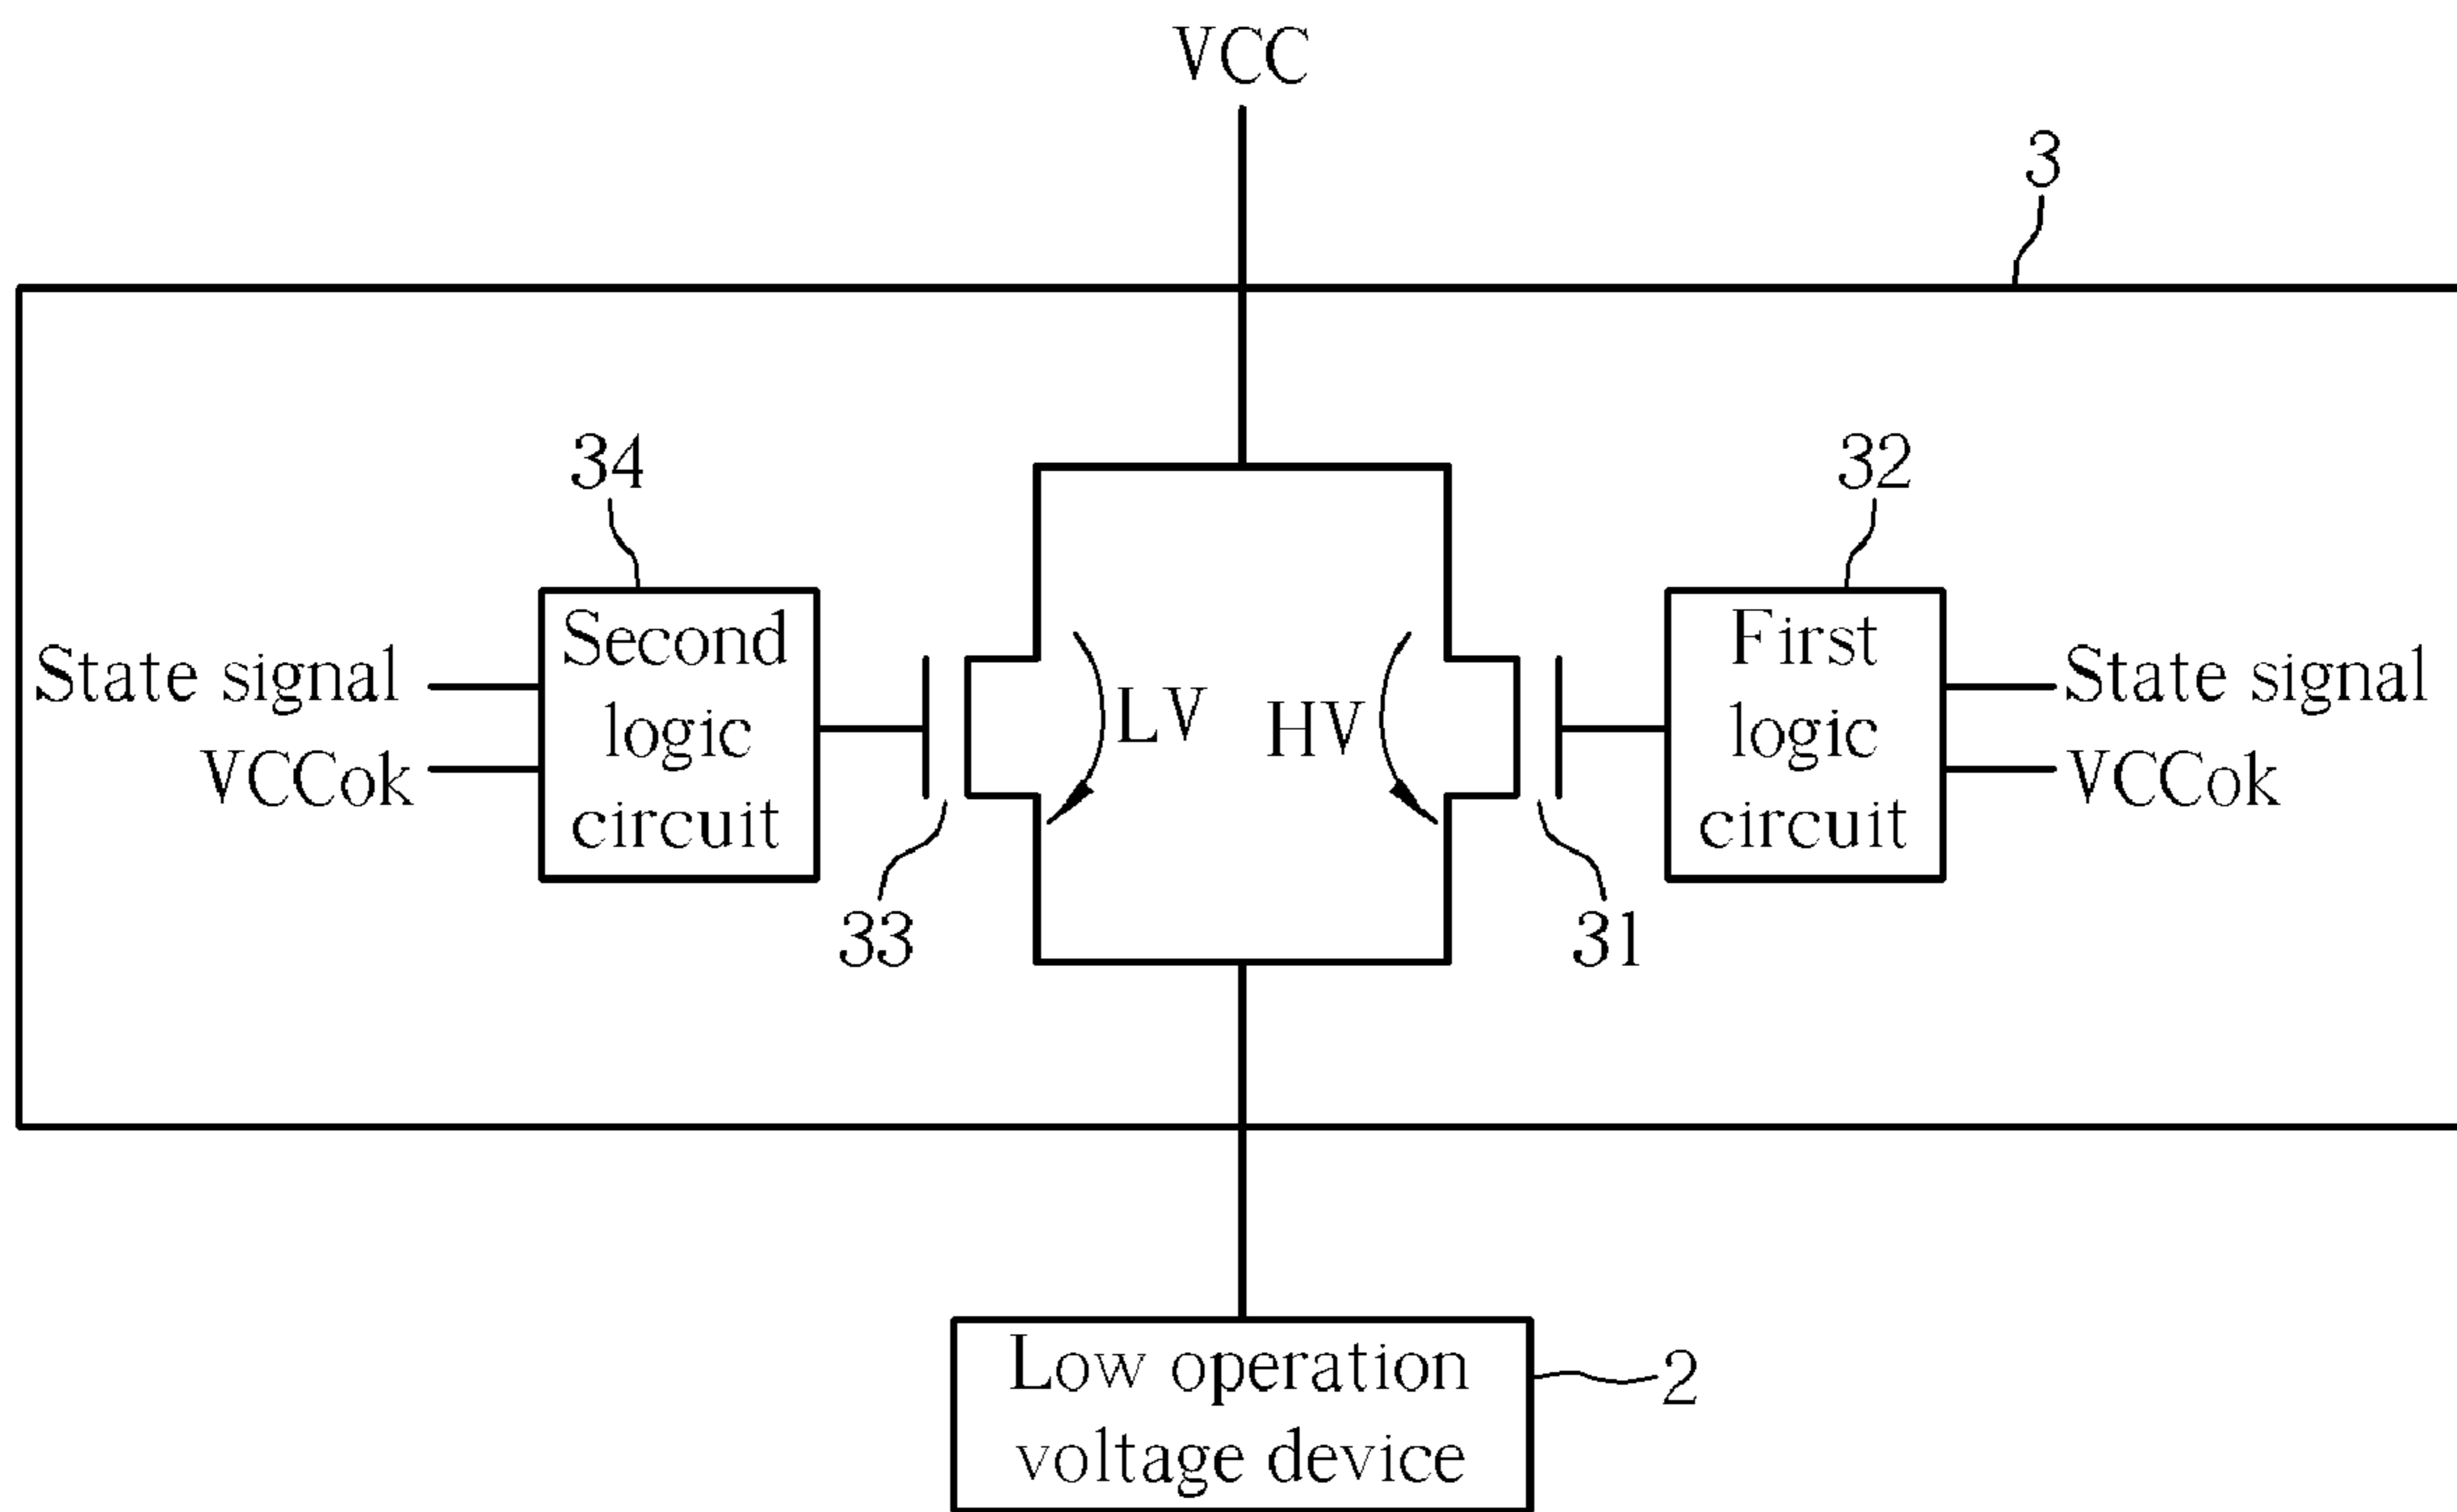 VCC
3
34
32
Second
logic
circuit
First
logic
circuit
State signal
VCCok
LV
HV
State signal
VCCok
33
31
Low operation
voltage device
2